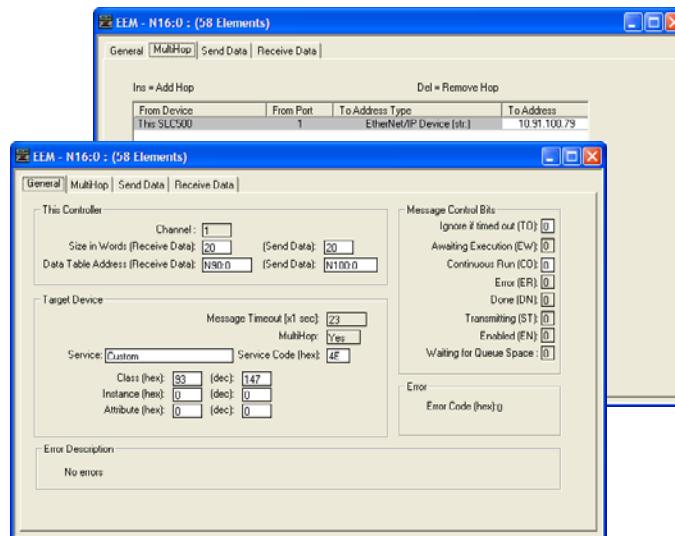 EEM - N16:0 : (58 Elements)
General MultiHop Send Data Receive Data
Ins = Add Hop Del = Remove Hop
From Device From Port To Address Type To Address
This SLC500 1 EtherNet/IP Device (str.) 10.91.100.79
EEM - N16:0 : (58 Elements)
General MultiHop Send Data Receive Data
This Controller
Channel: 1
Size in Words (Receive Data): 20 (Send Data): 20
Data Table Address (Receive Data): N90:0 (Send Data): N100:0
Target Device
Message Timeout (x1 sec): 23
MultiHop: Yes
Service: Custom Service Code (hex): 4E
Class (hex): 93 (dec): 147
Instance (hex): 0 (dec): 0
Attribute (hex): 0 (dec): 0
Message Control Bits
Ignore if timed out (TO): 0
Awaiting Execution (EW): 0
Continuous Run (CO): 0
Error (ER): 0
Done (DN): 0
Transmitting (ST): 0
Enabled (EN): 0
Waiting for Queue Space : 0
Error
Error Code (hex):0
Error Description
No errors